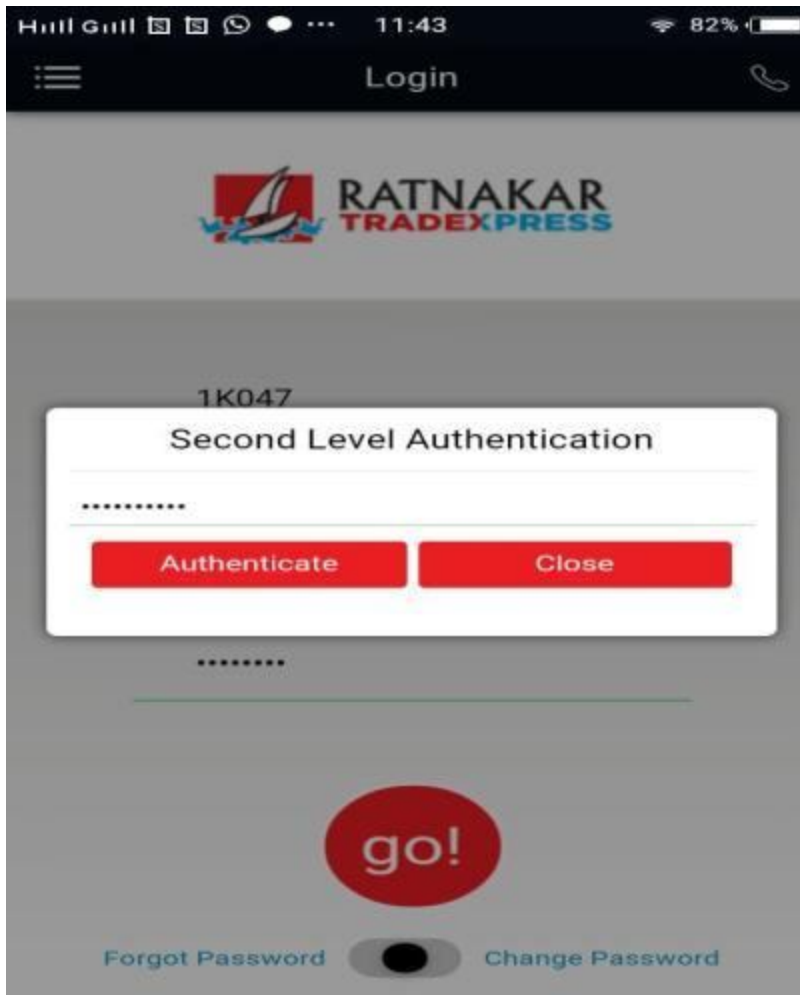 H G 11:43 82%
Login
RATNAKAR
TRADEXPRESS
1K047
Second Level Authentication
••••••••••
Authenticate Close
••••••••
go!
Forgot Password Change Password